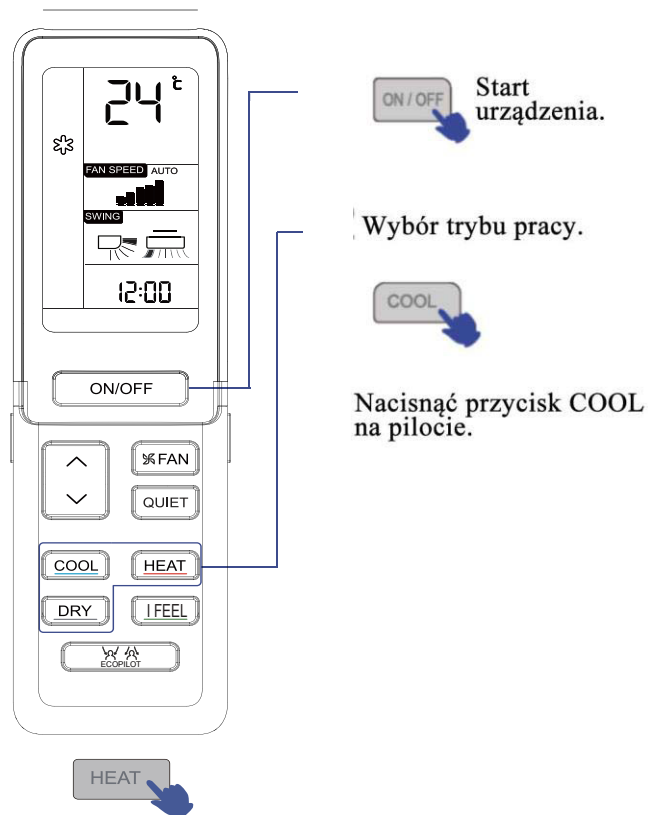 24 °C
FAN SPEED AUTO
SWING
12:00
ON/OFF
FAN
QUIET
COOL HEAT
DRY I FEEL
ECOPILOT
HEAT
ON / OFF
Start
urządzenia.
Wybór trybu pracy.
COOL
Nacisnąć przycisk COOL
na pilocie.